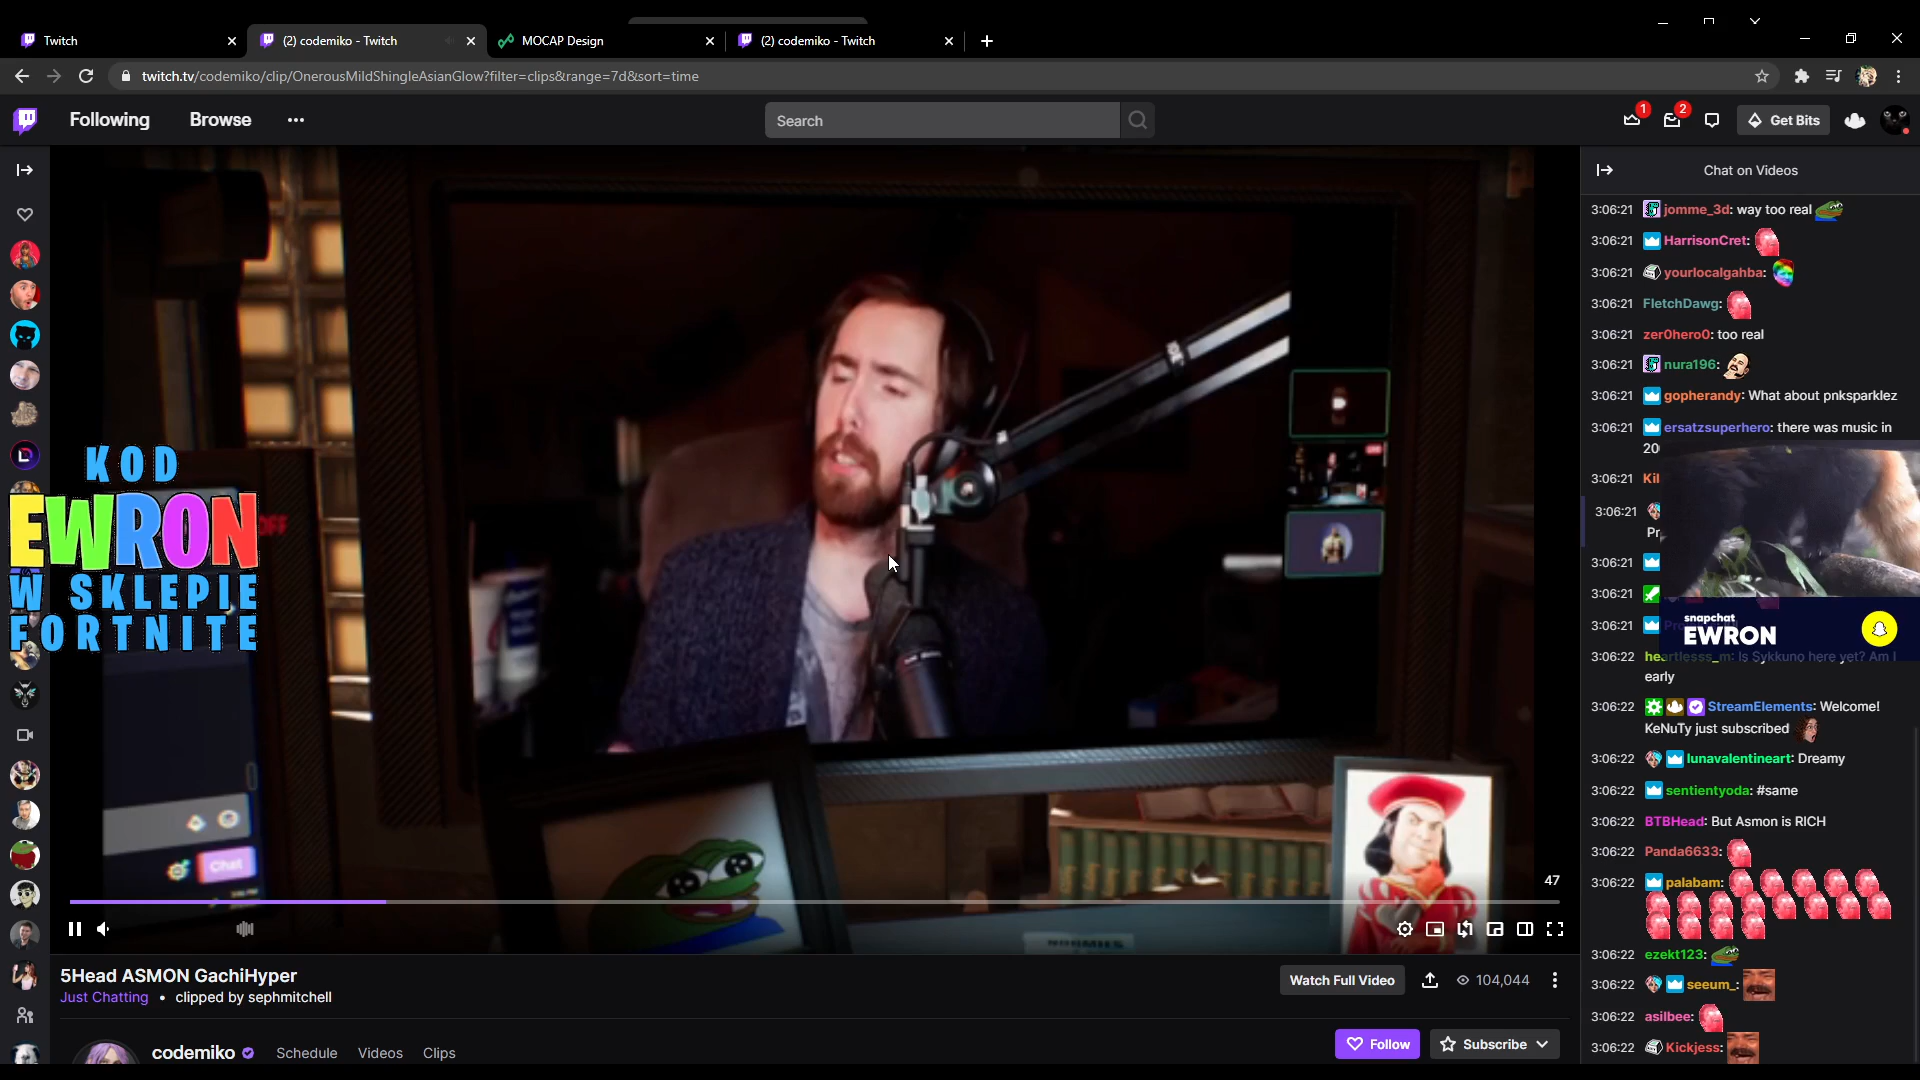 Twitch
(2) codemiko - Twitch
MOCAP Design
(2) codemiko - Twitch
twitch.tv/codemiko/clip/OnerousMildShingleAsianGlow?filter=clips&range=7d&sort=time
Following
Browse
Search
1
2
Get Bits
Chat on Videos
3:06:21 jomme_3d: way too real
3:06:21 HarrisonCret:
3:06:21 yourlocalgahba:
3:06:21 FletchDawg:
3:06:21 zer0hero0: too real
3:06:21 nura196:
3:06:21 gopherandy: What about pnksparklez
3:06:21 ersatzsuperhero: there was music in
20
3:06:21 Kil
3:06:21
Pr
3:06:21
3:06:21
3:06:21
snapchat
EWRON
3:06:22 heartlesss_m: Is Sykkuno here yet? Am I
early
3:06:22 StreamElements: Welcome!
KeNuTy just subscribed
3:06:22 lunavalentineart: Dreamy
3:06:22 sentientyoda: #same
3:06:22 BTBHead: But Asmon is RICH
3:06:22 Panda6633:
3:06:22 palabam:
3:06:22 ezekt123:
3:06:22 seeum_:
3:06:22 asilbee:
3:06:22 Kickjess:
KOD
EWRON
W SKLEPIE
FORTNITE
OFF
Chat
47
5Head ASMON GachiHyper
Just Chatting • clipped by sephmitchell
Watch Full Video
104,044
codemiko
Schedule
Videos
Clips
Follow
Subscribe